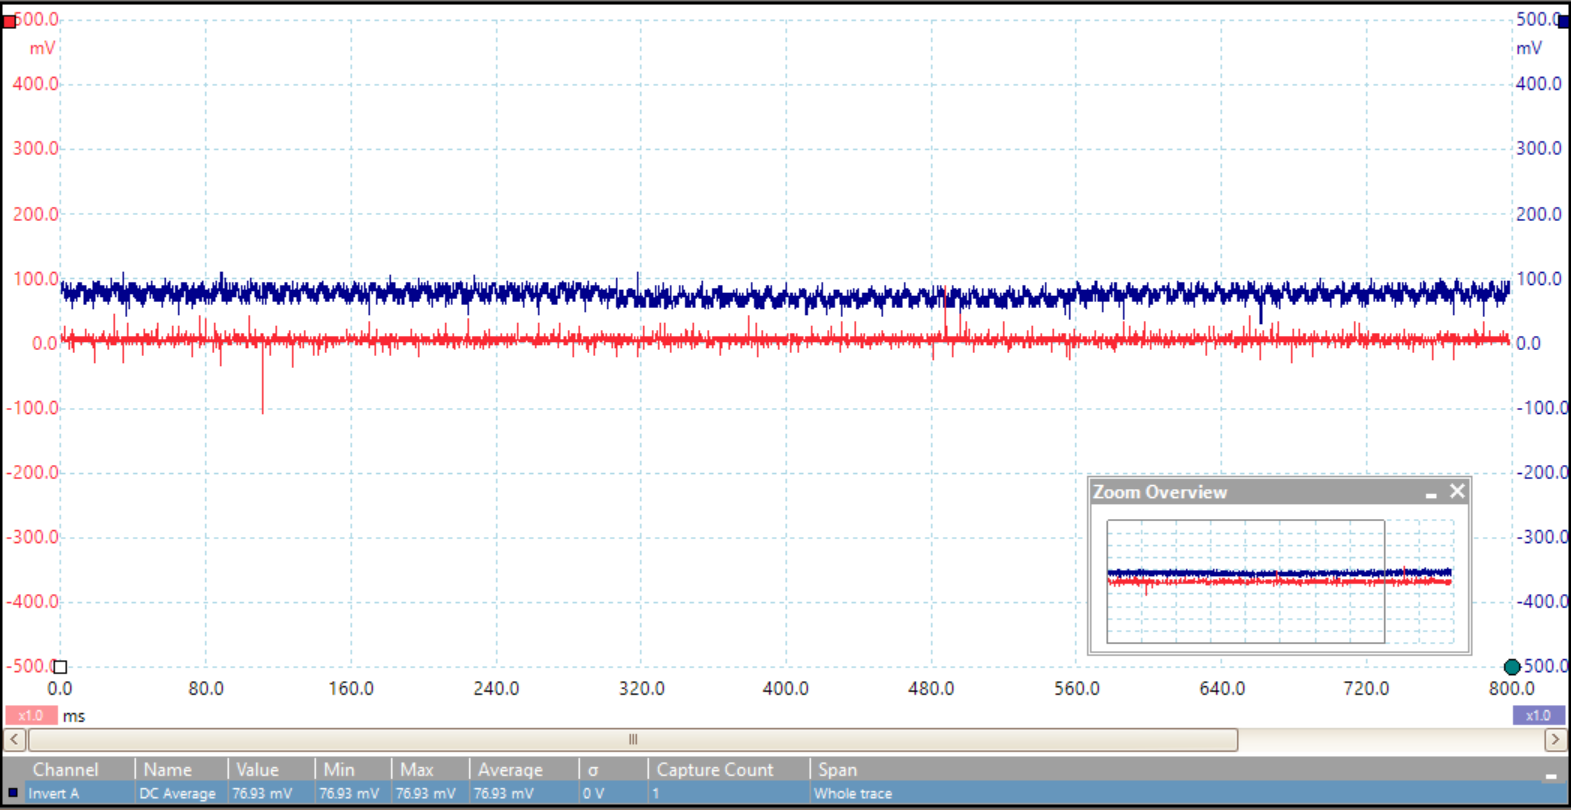 500.0 500.0
mV mV
400.0 400.0
300.0 300.0
200.0 200.0
100.0 100.0
0.0 0.0
-100.0 -100.0
-200.0 -200.0
Zoom Overview
-300.0 -300.0
-400.0 -400.0
-500.0 500.0
0.0 80.0 160.0 240.0 320.0 400.0 480.0 560.0 640.0 720.0 800.0
x1.0 ms x1.0
Channel Name Value Min Max Average σ Capture Count Span
Invert A DC Average 76.93 mV 76.93 mV 76.93 mV 76.93 mV 0 V 1 Whole trace